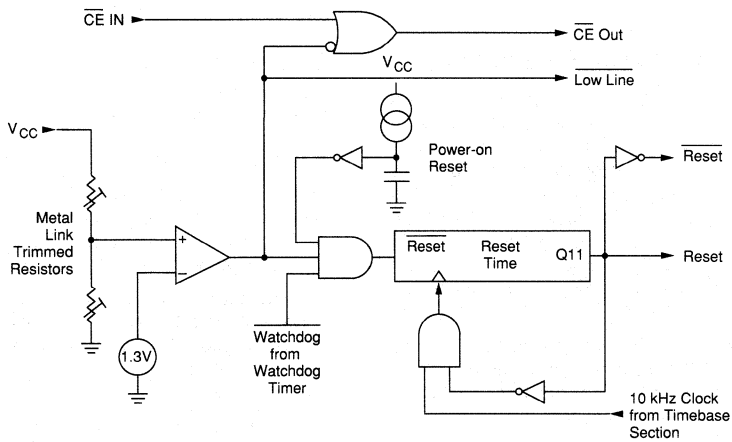 CE IN
CE Out
VCC
Low Line
VCC
Power-on
Reset
Reset
Metal
Link
Trimmed
Resistors
+
−
Reset
Reset
Time
Q11
Reset
1.3V
Watchdog
from
Watchdog
Timer
10 kHz Clock
from Timebase
Section